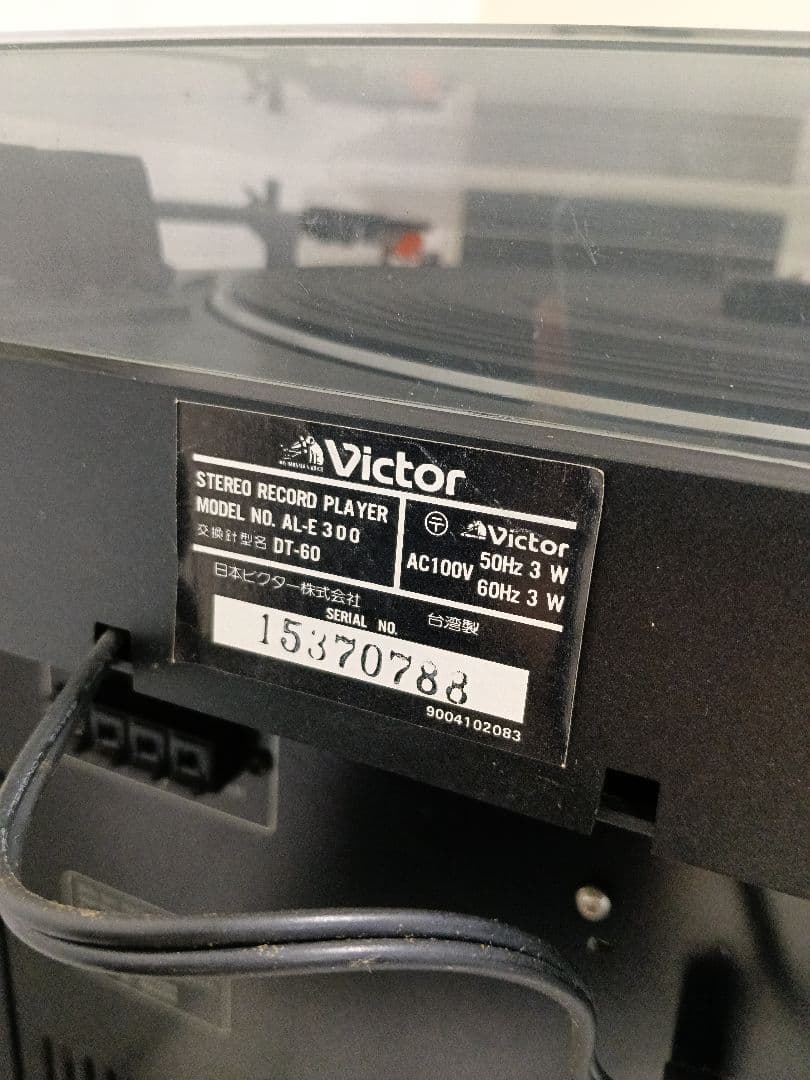 Victor
STEREO RECORD PLAYER
MODEL NO. AL-E300
交換針型名 DT-60
〒 Victor
AC100V 50Hz 3 W
60Hz 3 W
日本ビクター株式会社 台湾製
SERIAL NO.
15370788
9004102083